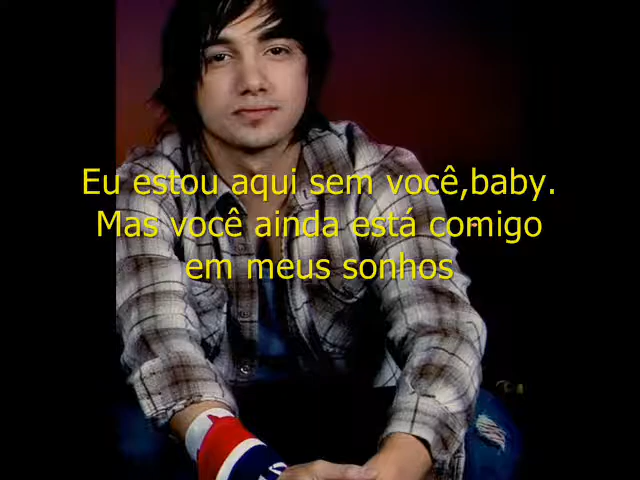 Eu estou aqui sem você,baby.
Mas você ainda está comigo
em meus sonhos